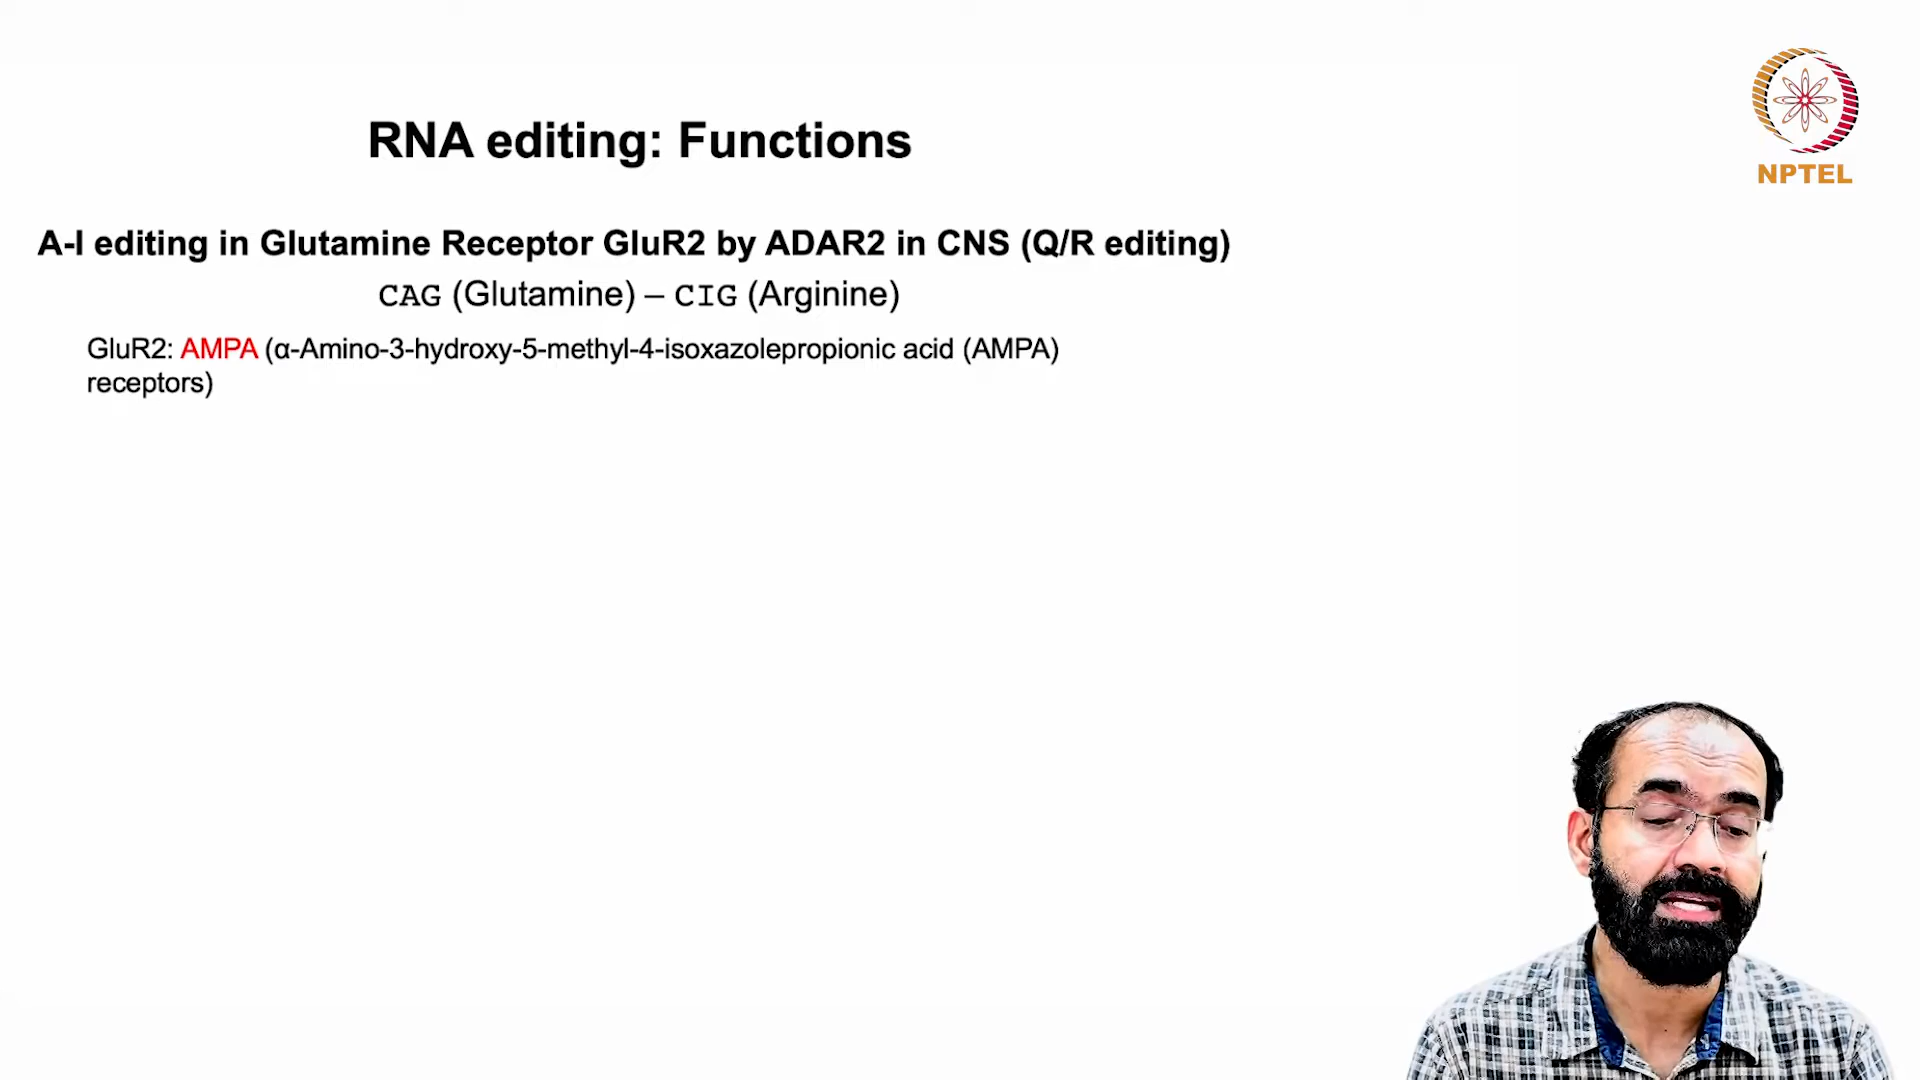 NPTEL
RNA editing: Functions
A-I editing in Glutamine Receptor GluR2 by ADAR2 in CNS (Q/R editing)
CAG (Glutamine) – CIG (Arginine)
GluR2: AMPA (α-Amino-3-hydroxy-5-methyl-4-isoxazolepropionic acid (AMPA)
receptors)